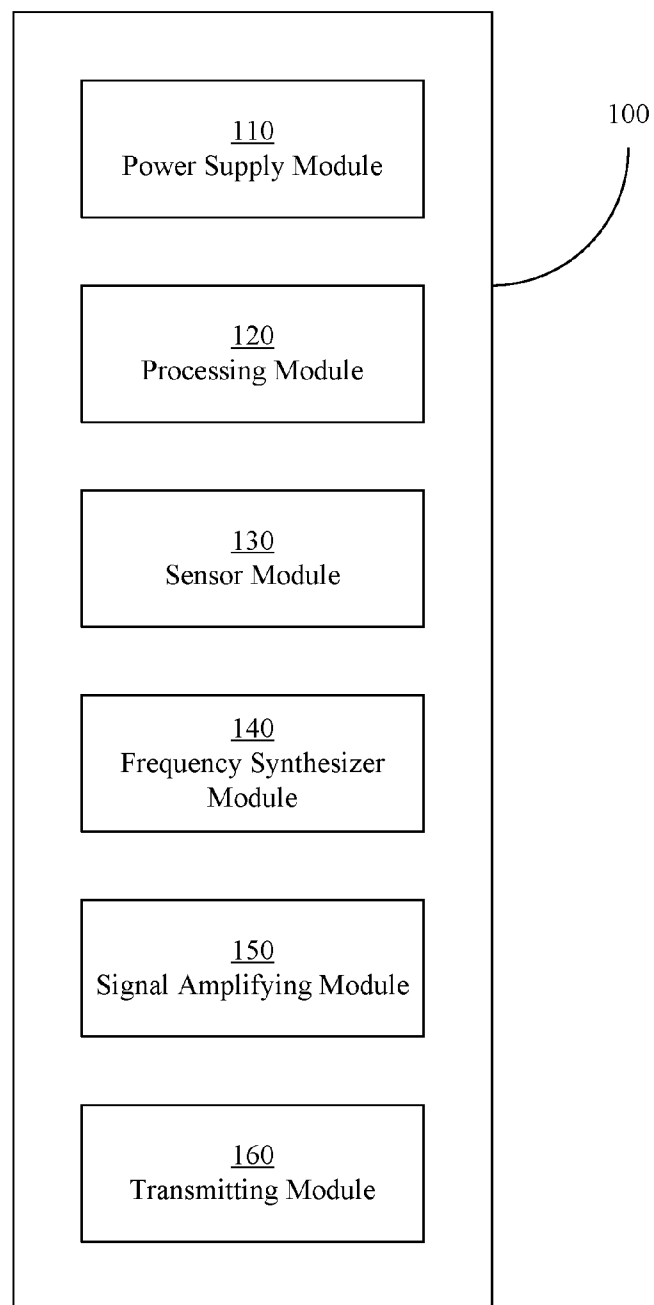 110
Power Supply Module
100
120
Processing Module
130
Sensor Module
140
Frequency Synthesizer
Module
150
Signal Amplifying Module
160
Transmitting Module